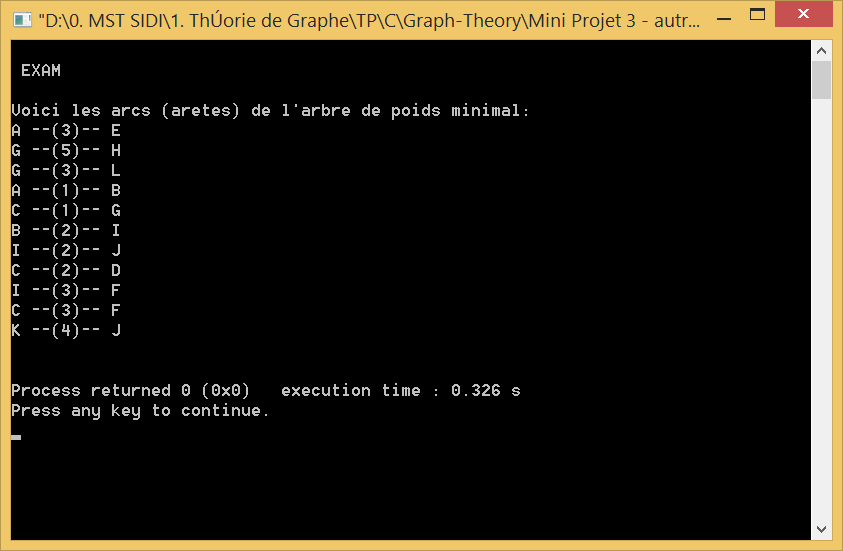 "D:\0. MST SIDI\1. ThÚorie de Graphe\TP\C\Graph-Theory\Mini Projet 3 - autr...
EXAM
Voici les arcs (aretes) de l'arbre de poids minimal:
A --(3)-- E
G --(5)-- H
G --(3)-- L
A --(1)-- B
C --(1)-- G
B --(2)-- I
I --(2)-- J
C --(2)-- D
I --(3)-- F
C --(3)-- F
K --(4)-- J
Process returned 0 (0x0)   execution time : 0.326 s
Press any key to continue.